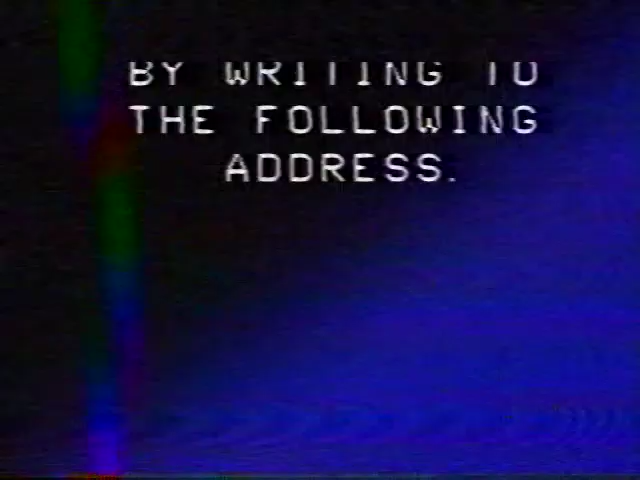 BY WRITING TO
THE FOLLOWING
ADDRESS.